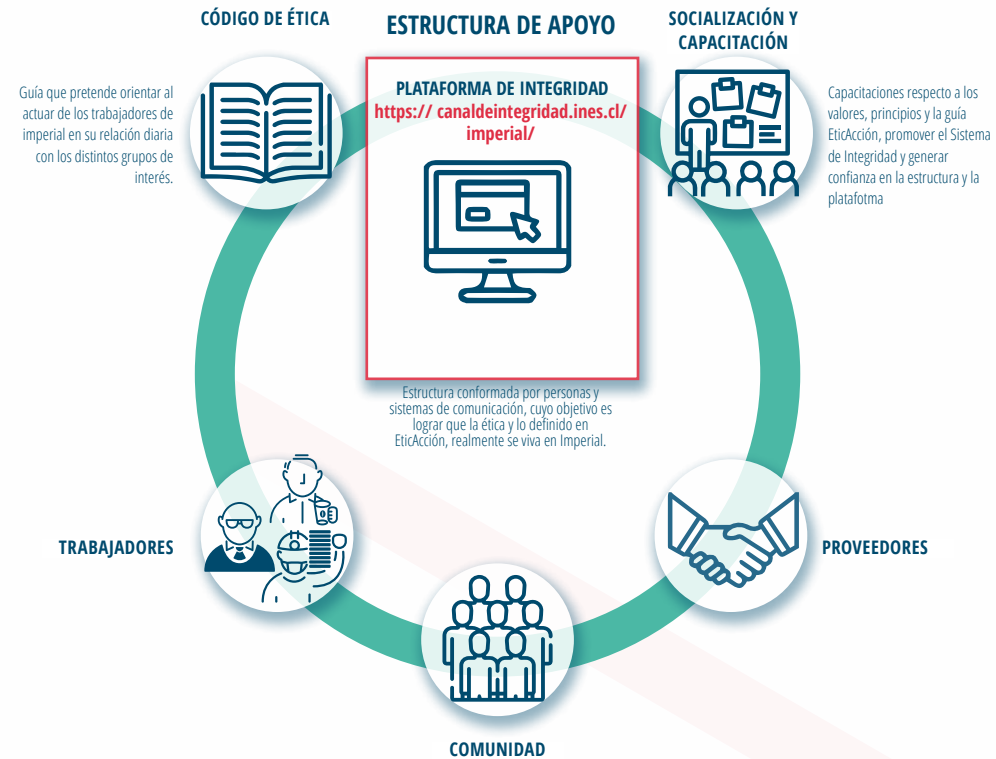 CÓDIGO DE ÉTICA
Guía que pretende orientar al
actuar de los trabajadores de
imperial en su relación diaria
con los distintos grupos de
interés.
ESTRUCTURA DE APOYO
PLATAFORMA DE INTEGRIDAD
https:// canaldeintegridad.ines.cl/
imperial/
Estructura conformada por personas y
sistemas de comunicación, cuyo objetivo es
lograr que la ética y lo definido en
EticAcción, realmente se viva en Imperial.
SOCIALIZACIÓN Y
CAPACITACIÓN
Capacitaciones respecto a los
valores, principios y la guía
EticAcción, promover el Sistema
de Integridad y generar
confianza en la estructura y la
platafotma
TRABAJADORES
PROVEEDORES
COMUNIDAD